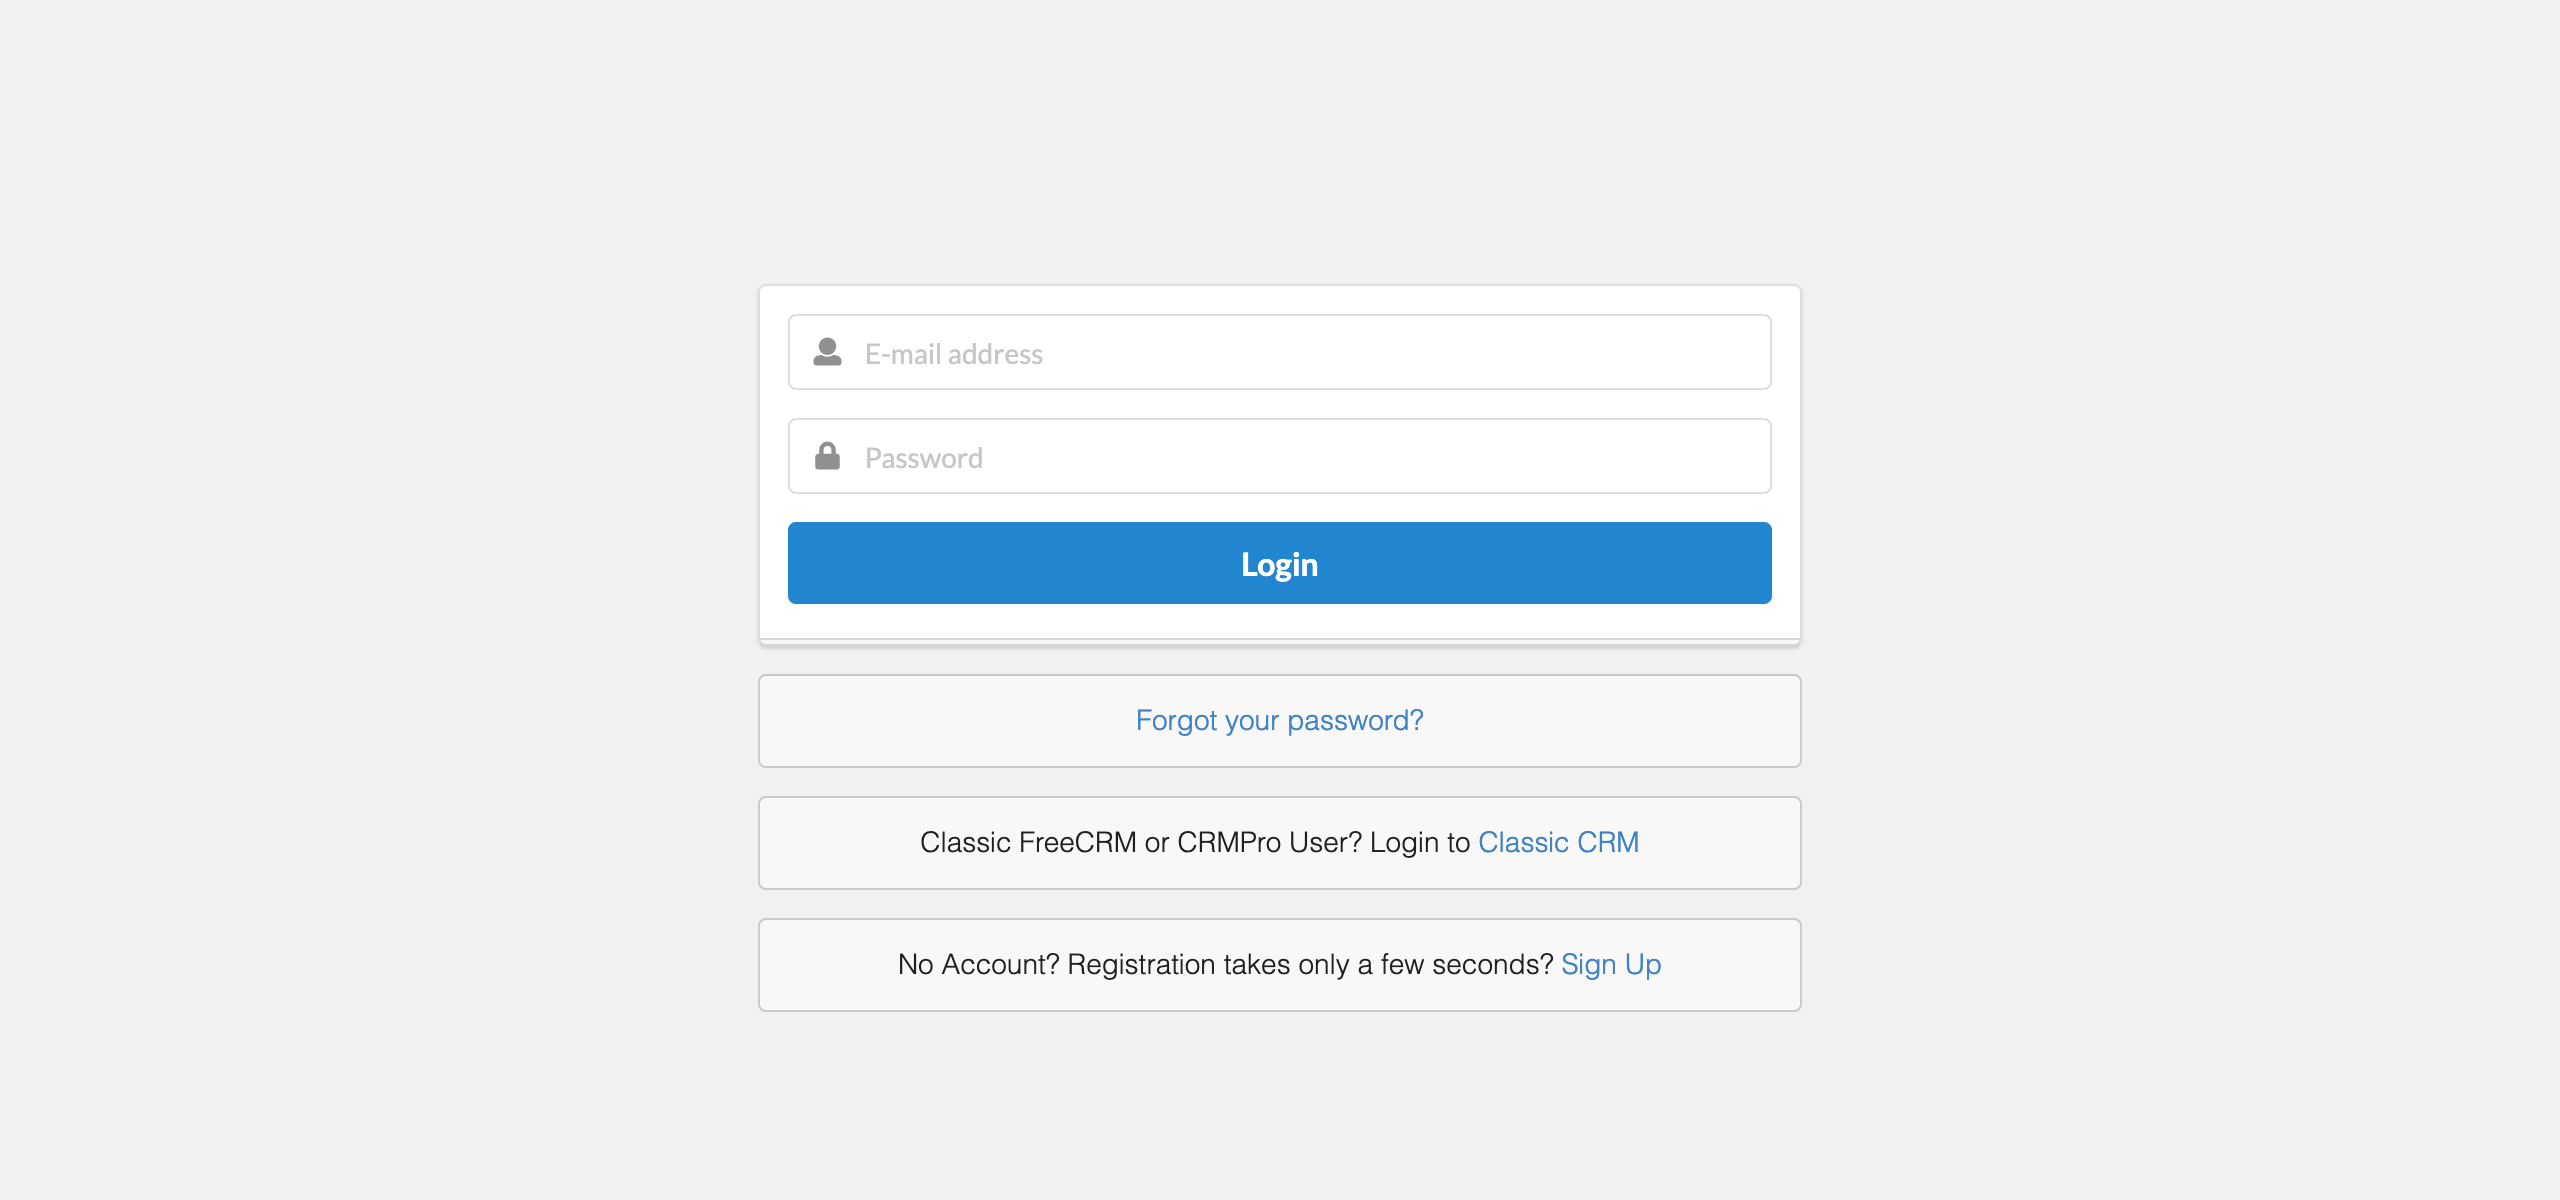 E-mail address
Password
Login
Forgot your password?
Classic FreeCRM or CRMPro User? Login to Classic CRM
No Account? Registration takes only a few seconds? Sign Up